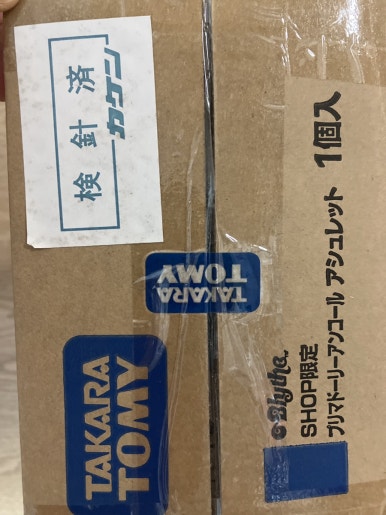 検針済
カケン
TAKARA
TOMY
TAKARA
TOMY
Blythe
SHOP限定
プリマドーリーアンコール アシュレット 1個入